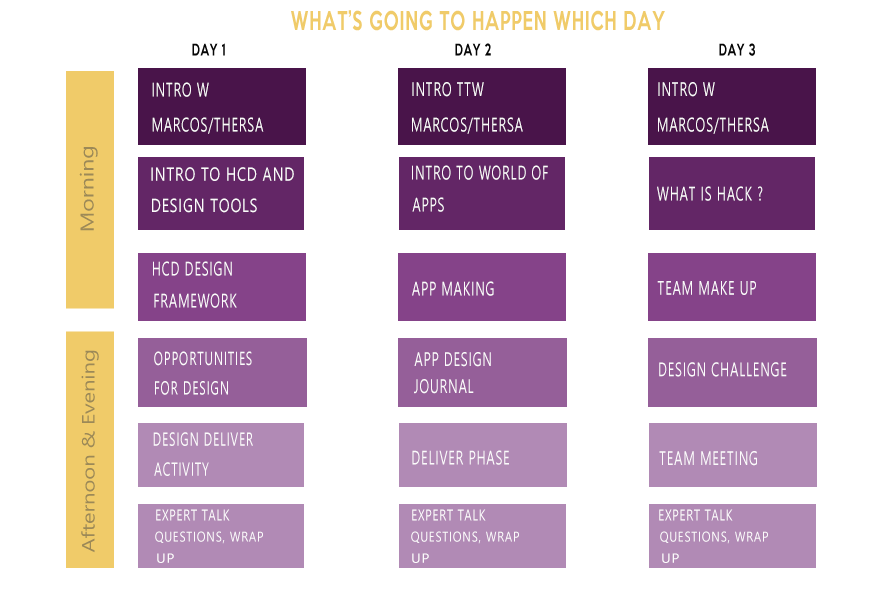 WHAT'S GOING TO HAPPEN WHICH DAY
DAY 1
DAY 2
DAY 3
Morning
INTRO W
MARCOS/THERSA
INTRO TTW
MARCOS/THERSA
INTRO W
MARCOS/THERSA
INTRO TO HCD AND
DESIGN TOOLS
INTRO TO WORLD OF
APPS
WHAT IS HACK ?
HCD DESIGN
FRAMEWORK
APP MAKING
TEAM MAKE UP
Afternoon & Evening
OPPORTUNITIES
FOR DESIGN
APP DESIGN
JOURNAL
DESIGN CHALLENGE
DESIGN DELIVER
ACTIVITY
DELIVER PHASE
TEAM MEETING
EXPERT TALK
QUESTIONS, WRAP
UP
EXPERT TALK
QUESTIONS, WRAP
UP
EXPERT TALK
QUESTIONS, WRAP
UP